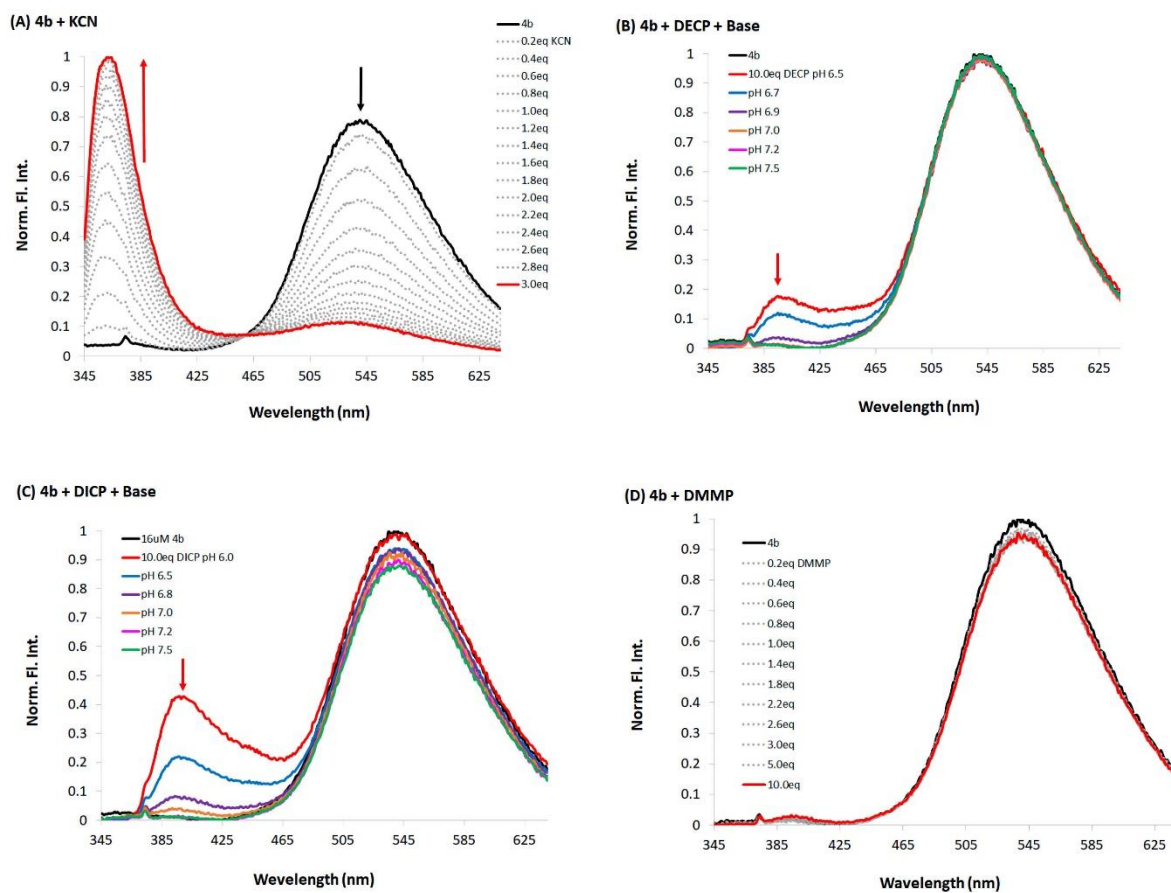 (A) 4b + KCN
Norm. Fl. Int.
1
0.9
0.8
0.7
0.6
0.5
0.4
0.3
0.2
0.1
0
345 385 425 465 505 545 585 625
Wevelength (nm)
4b
0.2eq KCN
0.4eq
0.6eq
0.8eq
1.0eq
1.2eq
1.4eq
1.6eq
1.8eq
2.0eq
2.2eq
2.4eq
2.6eq
2.8eq
3.0eq
(B) 4b + DECP + Base
Norm. Fl. Int.
1
0.9
0.8
0.7
0.6
0.5
0.4
0.3
0.2
0.1
0
4b
10.0eq DECP pH 6.5
pH 6.7
pH 6.9
pH 7.0
pH 7.2
pH 7.5
345 385 425 465 505 545 585 625
Wevelength (nm)
(C) 4b + DICP + Base
Norm. Fl. Int.
1
0.9
0.8
0.7
0.6
0.5
0.4
0.3
0.2
0.1
0
16uM 4b
10.0eq DICP pH 6.0
pH 6.5
pH 6.8
pH 7.0
pH 7.2
pH 7.5
345 385 425 465 505 545 585 625
Wevelength (nm)
(D) 4b + DMMP
Norm. Fl. Int.
1
0.9
0.8
0.7
0.6
0.5
0.4
0.3
0.2
0.1
0
4b
0.2eq DMMP
0.4eq
0.6eq
0.8eq
1.0eq
1.4eq
1.8eq
2.2eq
2.6eq
3.0eq
5.0eq
10.0eq
345 385 425 465 505 545 585 625
Wavelength (nm)